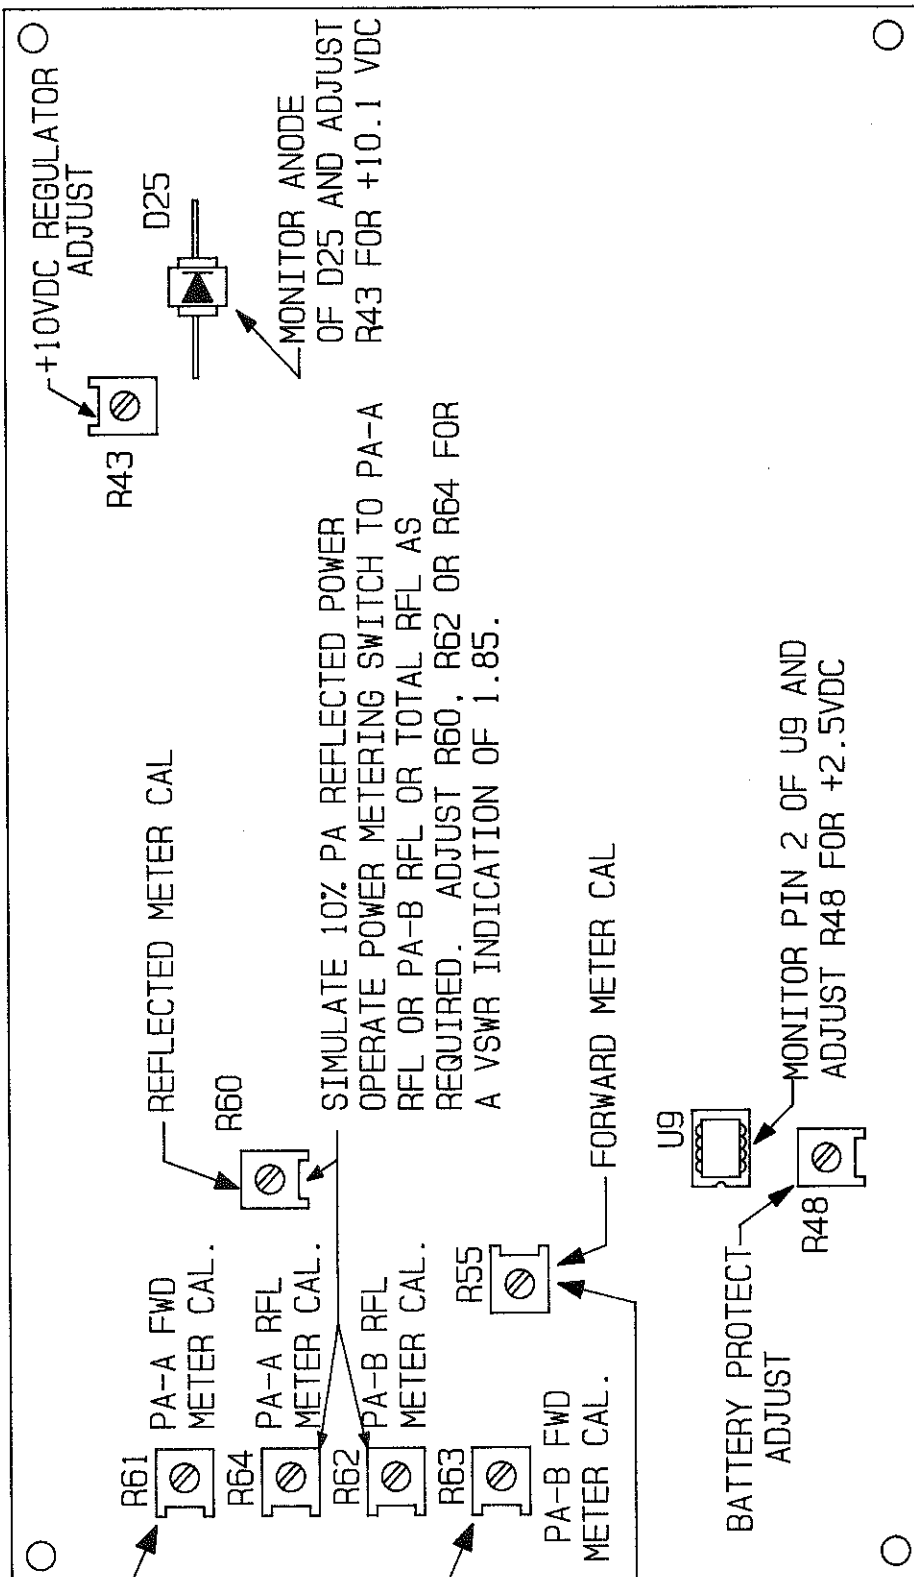 +10VDC REGULATOR
ADJUST
R43
D25
MONITOR ANODE
OF D25 AND ADJUST
R43 FOR +10.1 VDC
REFLECTED METER CAL
R60
SIMULATE 10% PA REFLECTED POWER
OPERATE POWER METERING SWITCH TO PA-A
RFL OR PA-B RFL OR TOTAL RFL AS
REQUIRED. ADJUST R60, R62 OR R64 FOR
A VSWR INDICATION OF 1.85.
R61
PA-A FWD
METER CAL.
R64
PA-A RFL
METER CAL.
R62
PA-B RFL
METER CAL.
R63
PA-B FWD
METER CAL.
R55
FORWARD METER CAL
U9
MONITOR PIN 2 OF U9 AND
ADJUST R48 FOR +2.5VDC
R48
BATTERY PROTECT
ADJUST